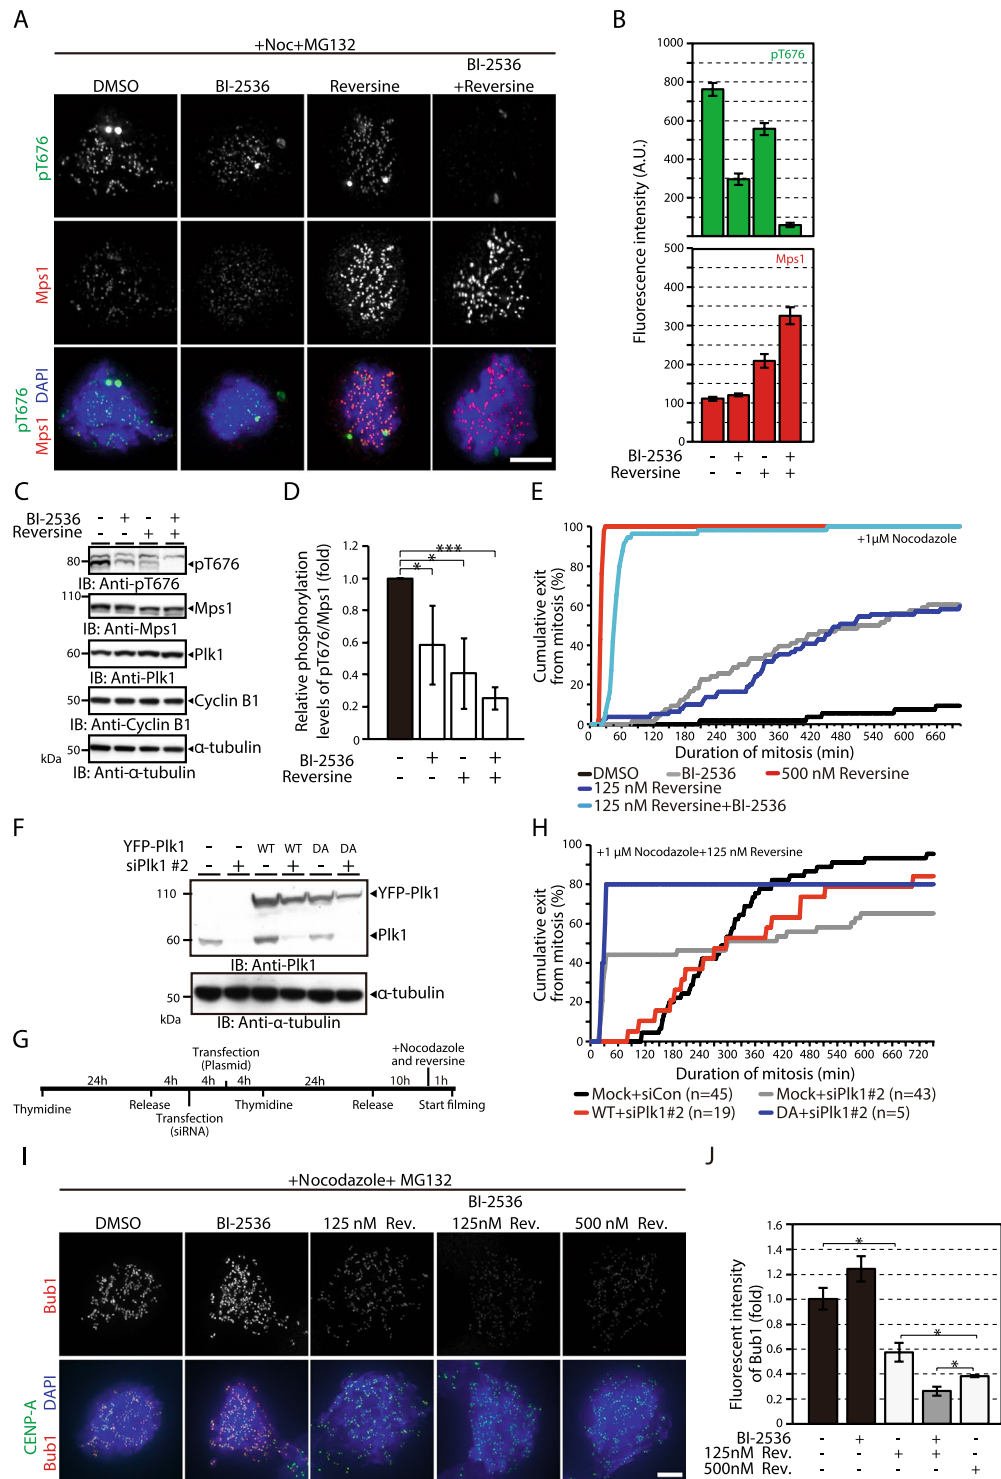 A
+Noc+MG132
DMSO
BI-2536
Reversine
BI-2536
+Reversine
pT676
Mps1
pT676
Mps1 DAPI
B
1000
800
600
400
200
pT676
500
400
300
200
100
0
Mps1
Fluorescence intensity (A.U.)
BI-2536 - + - +
Reversine - - + +
C
BI-2536 - + - +
Reversine - - + +
80
pT676
IB: Anti-pT676
110
Mps1
IB: Anti-Mps1
60
Plk1
IB: Anti-Plk1
50
Cyclin B1
IB: Anti-Cyclin B1
50
α-tubulin
kDa
IB: Anti-α-tubulin
D
Relative phosphorylation
levels of pT676/Mps1 (fold)
1.2
1.0
0.8
0.6
0.4
0.2
0
***
*
*
BI-2536 - + - +
Reversine - - + +
E
+1μM Nocodazole
Cumulative exit
from mitosis (%)
100
80
60
40
20
0
0 60 120 180 240 300 360 420 480 540 600 660
Duration of mitosis (min)
DMSO
BI-2536
500 nM Reversine
125 nM Reversine
125 nM Reversine+BI-2536
F
YFP-Plk1 - - WT WT DA DA
siPlk1 #2 - + - + - +
110
YFP-Plk1
60
Plk1
IB: Anti-Plk1
50
α-tubulin
kDa
IB: Anti-α-tubulin
G
Transfection
(Plasmid)
+Nocodazole
and reversine
24h 4h 4h 4h 24h 10h 1h
Thymidine
Release
Transfection
(siRNA)
Thymidine
Release
Start filming
H
+1 μM Nocodazole+125 nM Reversine
Cumulative exit
from mitosis (%)
100
80
60
40
20
0
0 60 120 180 240 300 360 420 480 540 600 660 720
Duration of mitosis (min)
Mock+siCon (n=45)
Mock+siPlk1#2 (n=43)
WT+siPlk1#2 (n=19)
DA+siPlk1#2 (n=5)
I
+Nocodazole+ MG132
DMSO
BI-2536
125 nM Rev.
BI-2536
125nM Rev.
500 nM Rev.
Bub1
CENP-A DAPI
Bub1
J
Fluorescent intensity
of Bub1 (fold)
1.6
1.4
1.2
1.0
0.8
0.6
0.4
0.2
0
*
*
*
BI-2536 - + - + -
125nM Rev. - - + + -
500nM Rev. - - - - +